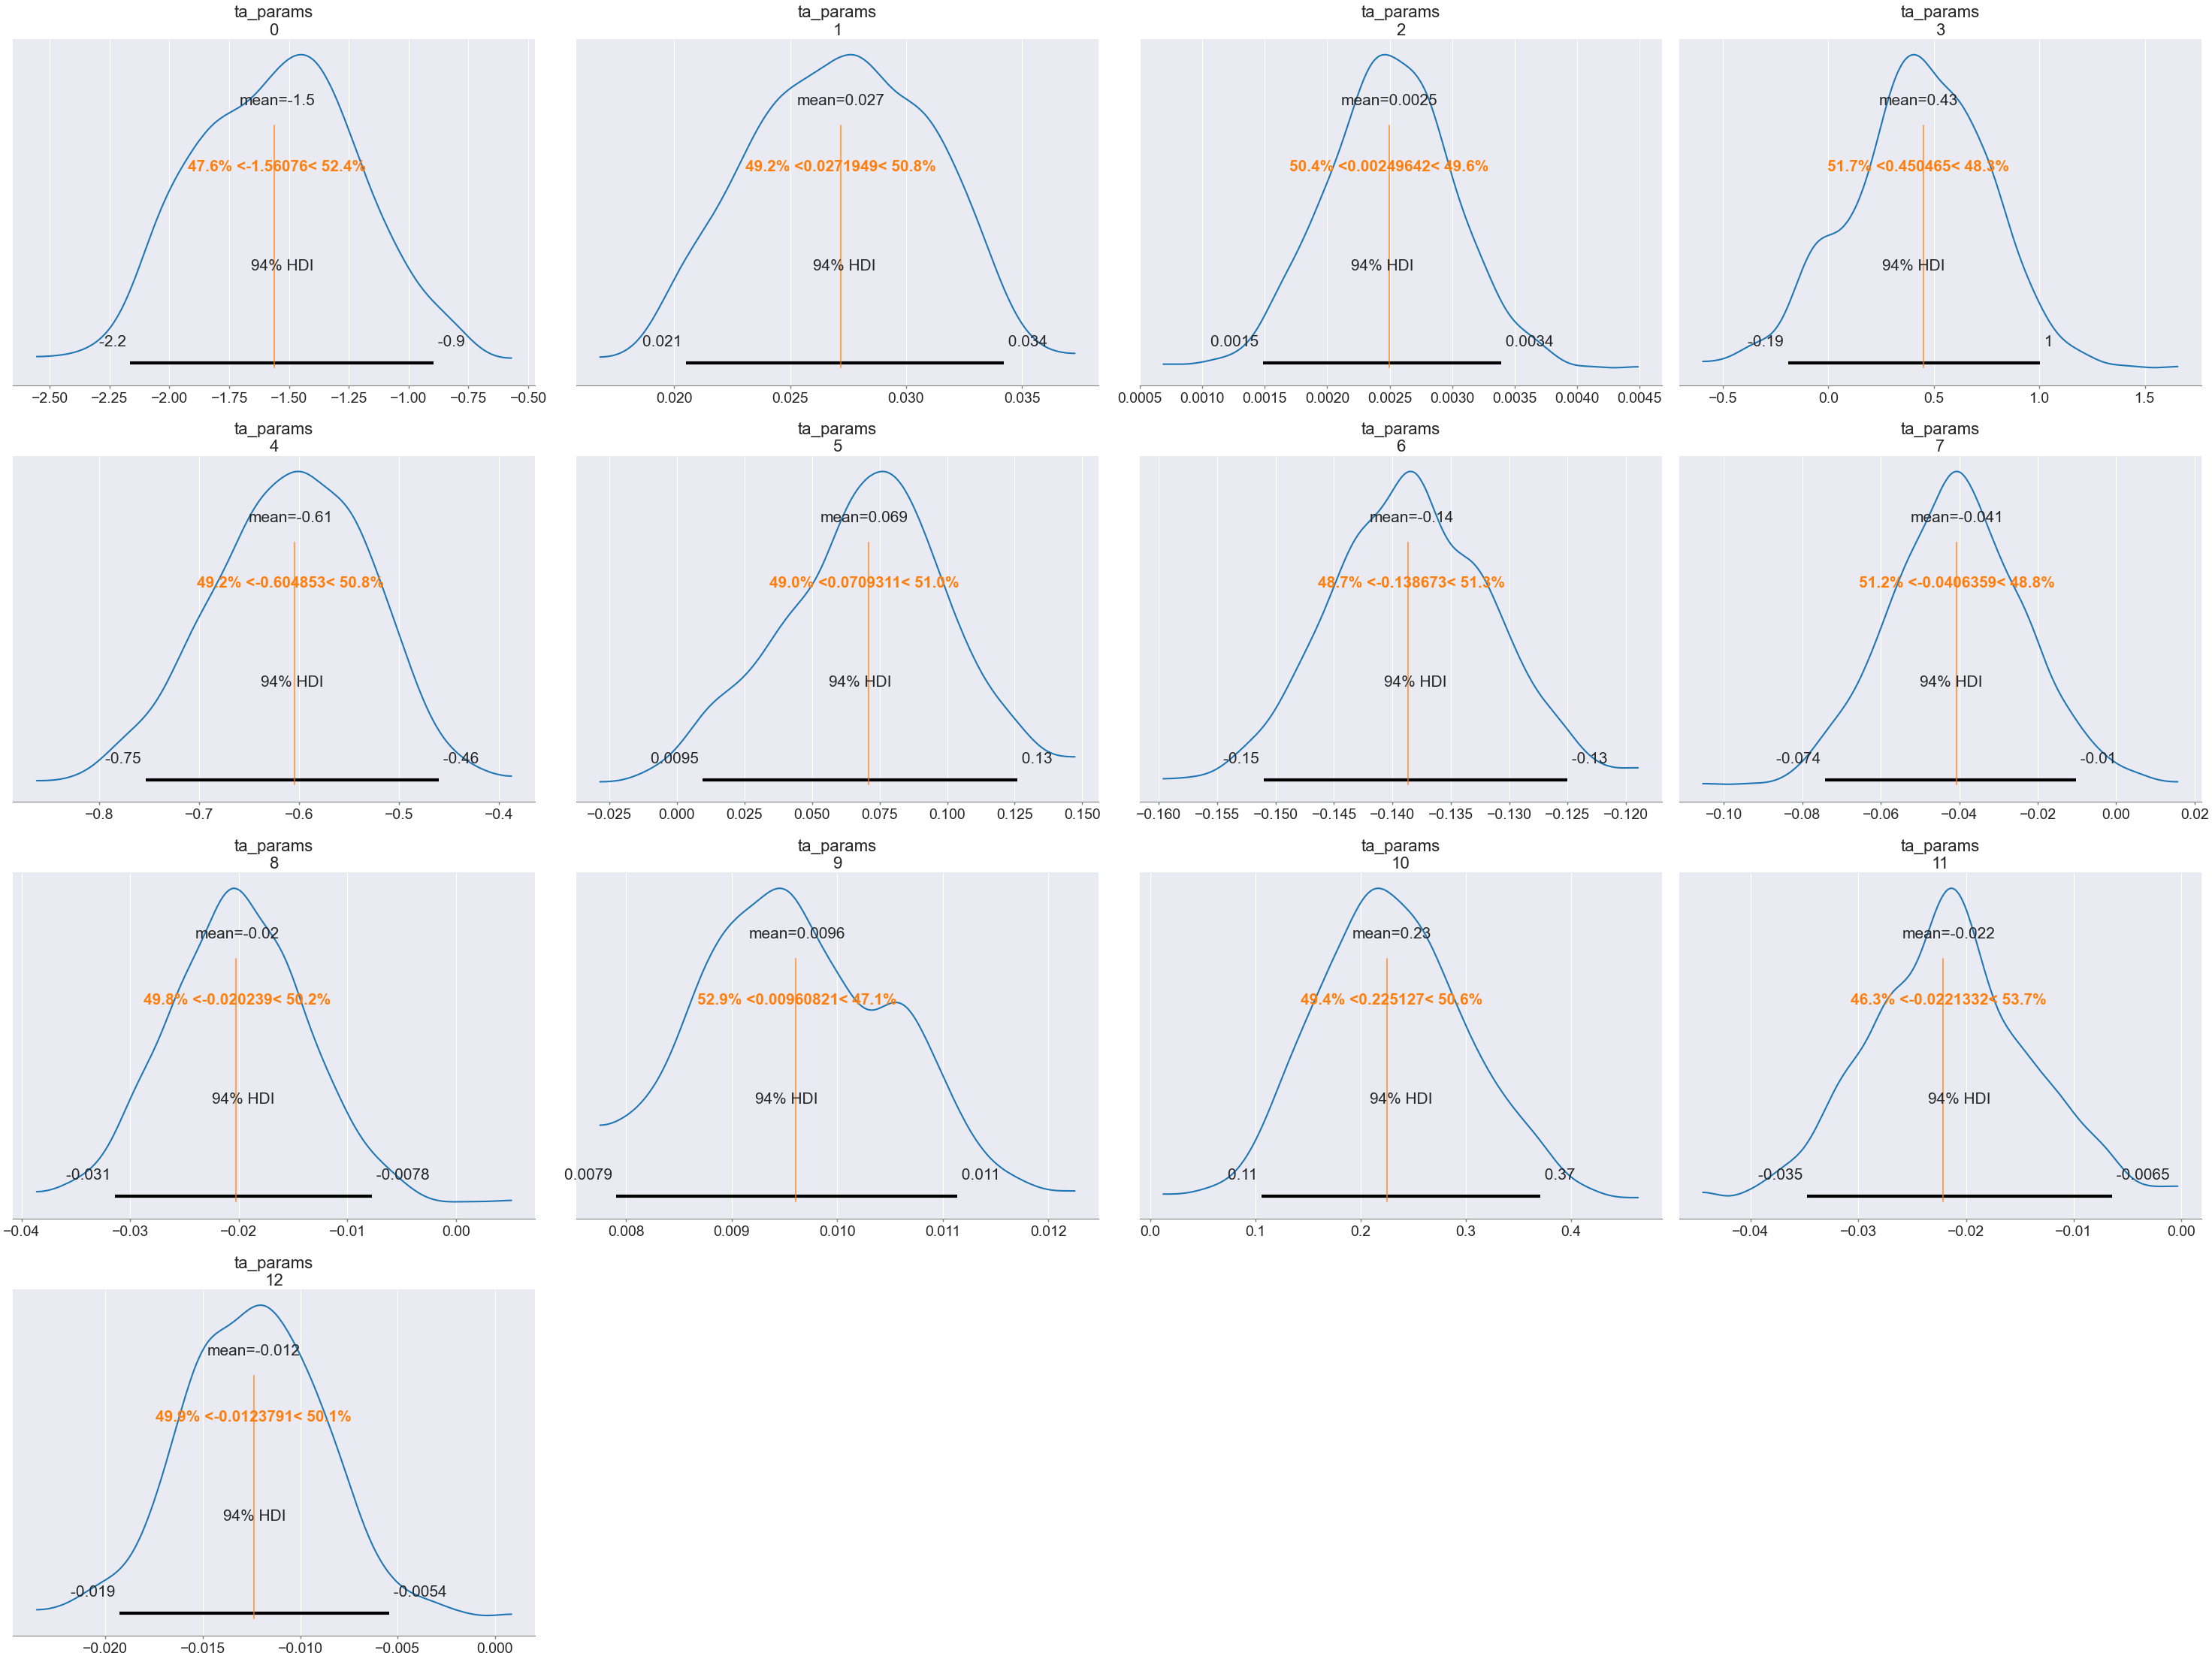 ta_params
0
mean=-1.5
47.6% <-1.56076< 52.4%
94% HDI
-2.2
-0.9
−2.50 −2.25 −2.00 −1.75 −1.50 −1.25 −1.00 −0.75 −0.50
ta_params
1
mean=0.027
49.2% <0.0271949< 50.8%
94% HDI
0.021
0.034
0.020 0.025 0.030 0.035
ta_params
2
mean=0.0025
50.4% <0.00249642< 49.6%
94% HDI
0.0015
0.0034
0.0005 0.0010 0.0015 0.0020 0.0025 0.0030 0.0035 0.0040 0.0045
ta_params
3
mean=0.43
51.7% <0.450465< 48.3%
94% HDI
-0.19
1
−0.5 0.0 0.5 1.0 1.5
ta_params
4
mean=-0.61
49.2% <-0.604853< 50.8%
94% HDI
-0.75
-0.46
−0.8 −0.7 −0.6 −0.5 −0.4
ta_params
5
mean=0.069
49.0% <0.0709311< 51.0%
94% HDI
0.0095
0.13
−0.025 0.000 0.025 0.050 0.075 0.100 0.125 0.150
ta_params
6
mean=-0.14
48.7% <-0.138673< 51.3%
94% HDI
-0.15
-0.13
−0.160 −0.155 −0.150 −0.145 −0.140 −0.135 −0.130 −0.125 −0.120
ta_params
7
mean=-0.041
51.2% <-0.0406359< 48.8%
94% HDI
-0.074
-0.01
−0.10 −0.08 −0.06 −0.04 −0.02 0.00 0.02
ta_params
8
mean=-0.02
49.8% <-0.020239< 50.2%
94% HDI
-0.031
-0.0078
−0.04 −0.03 −0.02 −0.01 0.00
ta_params
9
mean=0.0096
52.9% <0.00960821< 47.1%
94% HDI
0.0079
0.011
0.008 0.009 0.010 0.011 0.012
ta_params
10
mean=0.23
49.4% <0.225127< 50.6%
94% HDI
0.11
0.37
0.0 0.1 0.2 0.3 0.4
ta_params
11
mean=-0.022
46.3% <-0.0221332< 53.7%
94% HDI
-0.035
-0.0065
−0.04 −0.03 −0.02 −0.01 0.00
ta_params
12
mean=-0.012
49.9% <-0.0123791< 50.1%
94% HDI
-0.019
-0.0054
−0.020 −0.015 −0.010 −0.005 0.000